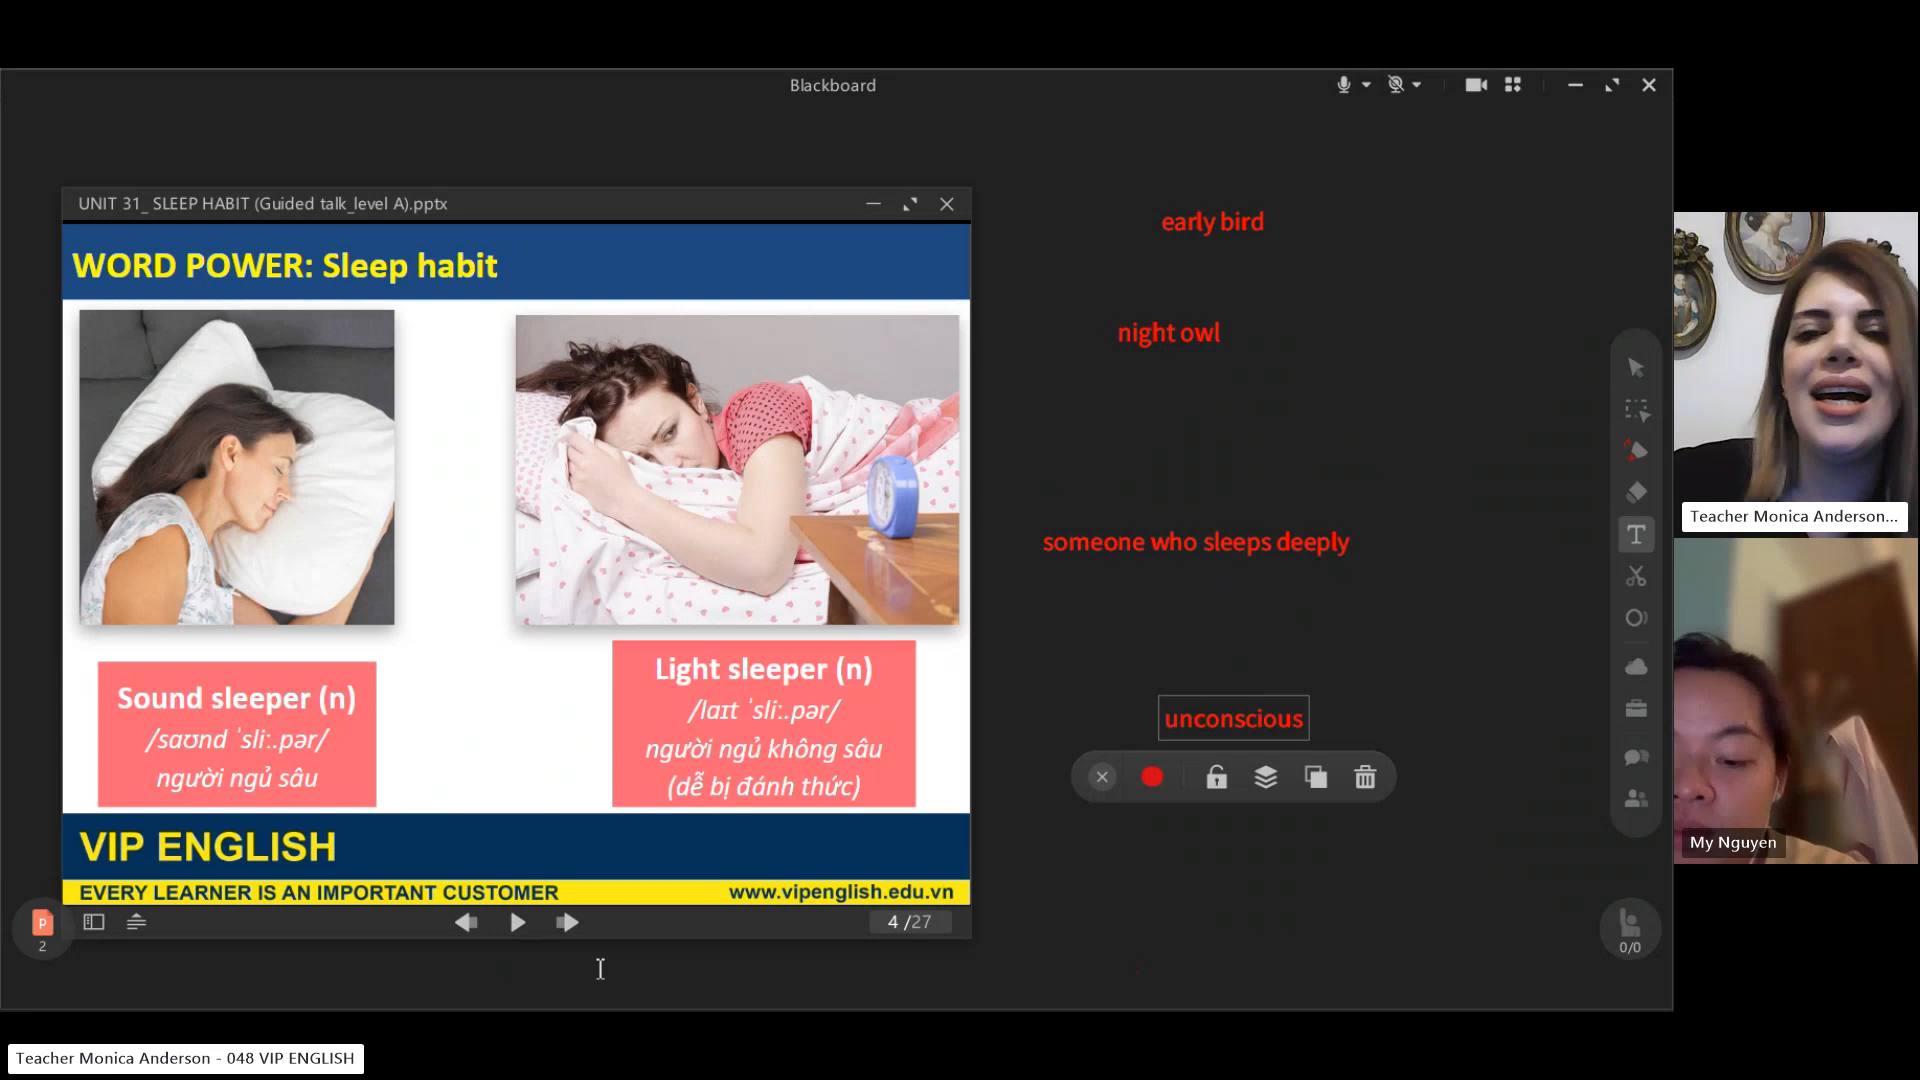 Blackboard
UNIT 31_ SLEEP HABIT (Guided talk_level A).pptx
WORD POWER: Sleep habit
Sound sleeper (n)
/saʊnd ˈsliː.pər/
người ngủ sâu
Light sleeper (n)
/laɪt ˈsliː.pər/
người ngủ không sâu
(dễ bị đánh thức)
VIP ENGLISH
EVERY LEARNER IS AN IMPORTANT CUSTOMER
www.vipenglish.edu.vn
P
2
4 /27
early bird
night owl
someone who sleeps deeply
unconscious
T
0/0
Teacher Monica Anderson...
My Nguyen
Teacher Monica Anderson - 048 VIP ENGLISH